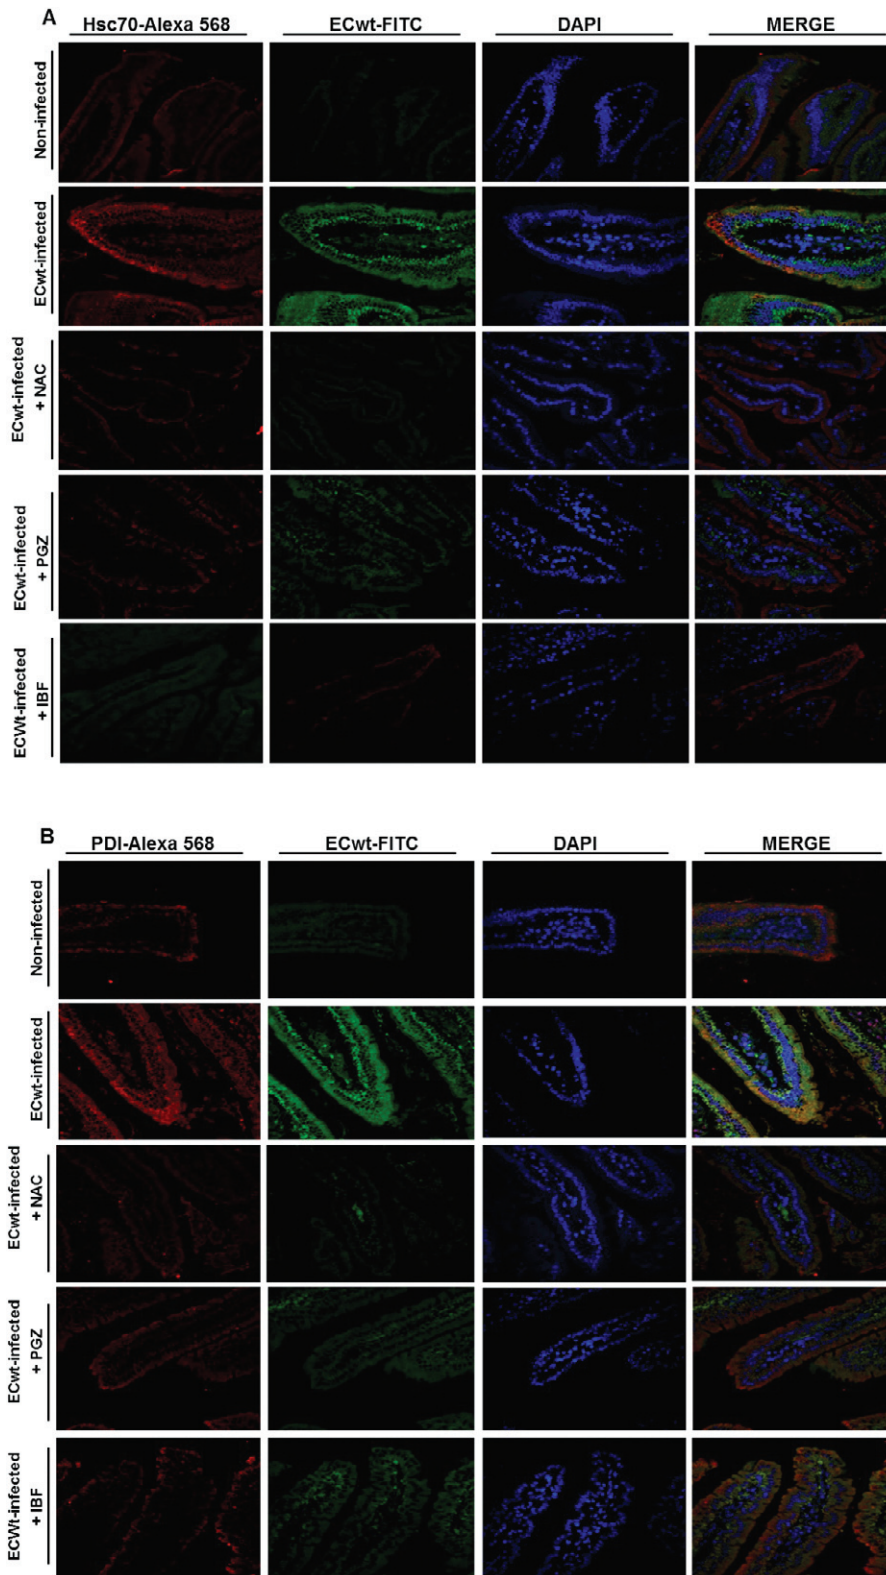 A
Hsc70-Alexa 568 ECwt-FITC DAPI MERGE
Non-infected
ECwt-infected
ECwt-infected
+ NAC
ECwt-infected
+ PGZ
ECWt-infected
+ IBF
B
PDI-Alexa 568 ECwt-FITC DAPI MERGE
Non-infected
ECwt-infected
ECwt-infected
+ NAC
ECwt-infected
+ PGZ
ECWt-infected
+ IBF